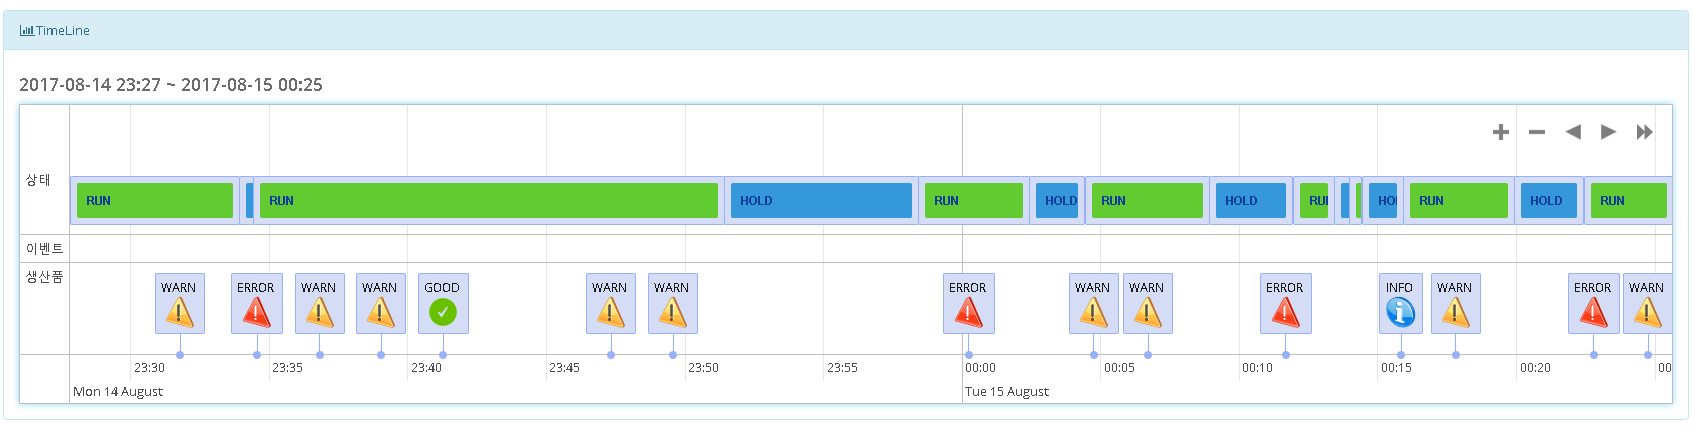 TimeLine
2017-08-14 23:27 ~ 2017-08-15 00:25
상태
RUN RUN HOLD RUN HOLD RUN HOLD RUN HO RUN HOLD RUN
이벤트
생산품
WARN ERROR WARN WARN GOOD WARN WARN ERROR WARN WARN ERROR INFO WARN ERROR WARN
23:30 23:35 23:40 23:45 23:50 23:55 00:00 00:05 00:10 00:15 00:20 00
Mon 14 August Tue 15 August